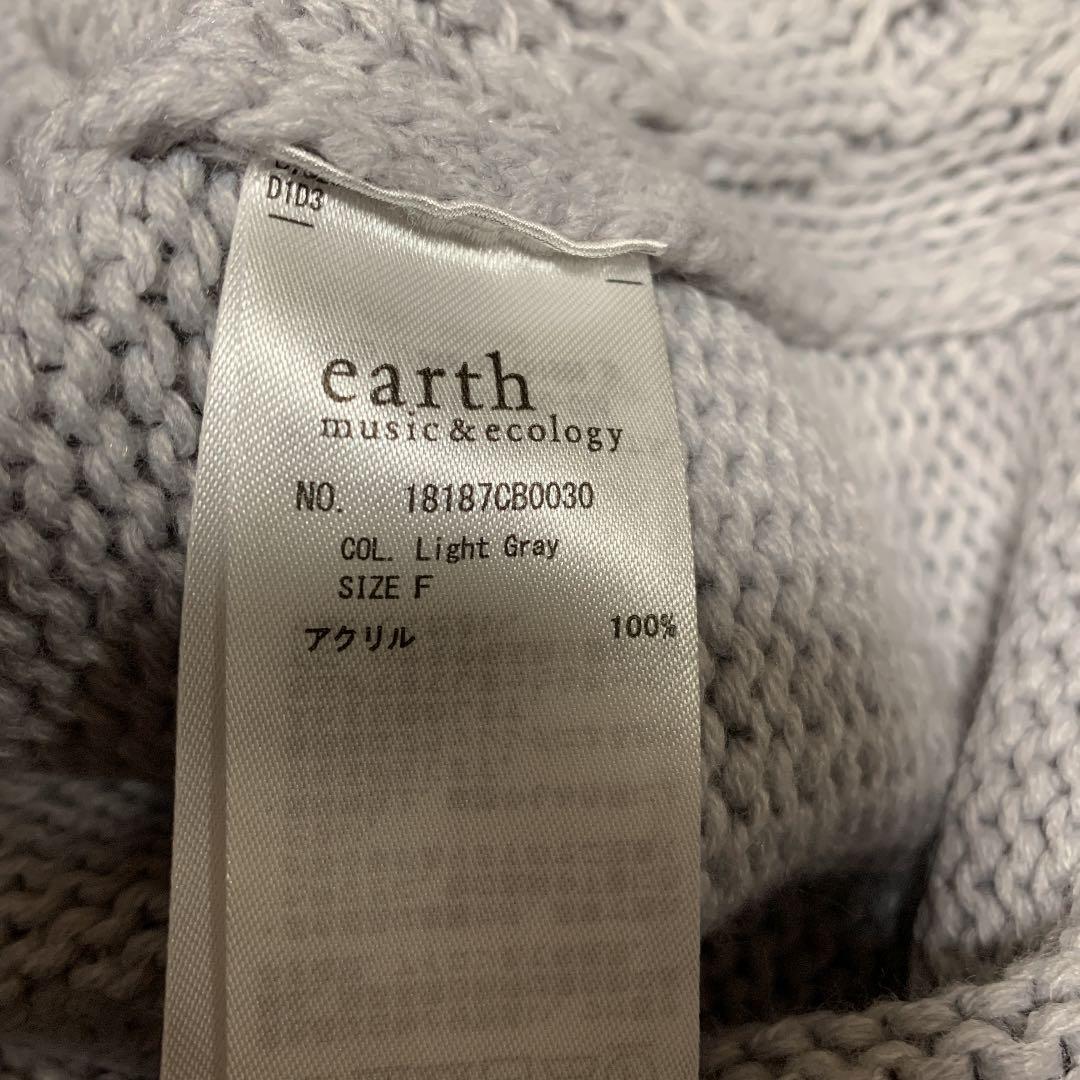 D1D3
earth
music & ecology
NO. 18187CB0030
COL. Light Gray
SIZE F
アクリル 100%